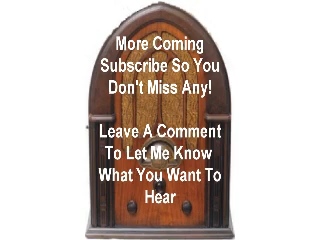 More Coming
Subscribe So You
Don't Miss Any!
Leave A Comment
To Let Me Know
What You Want To
Hear